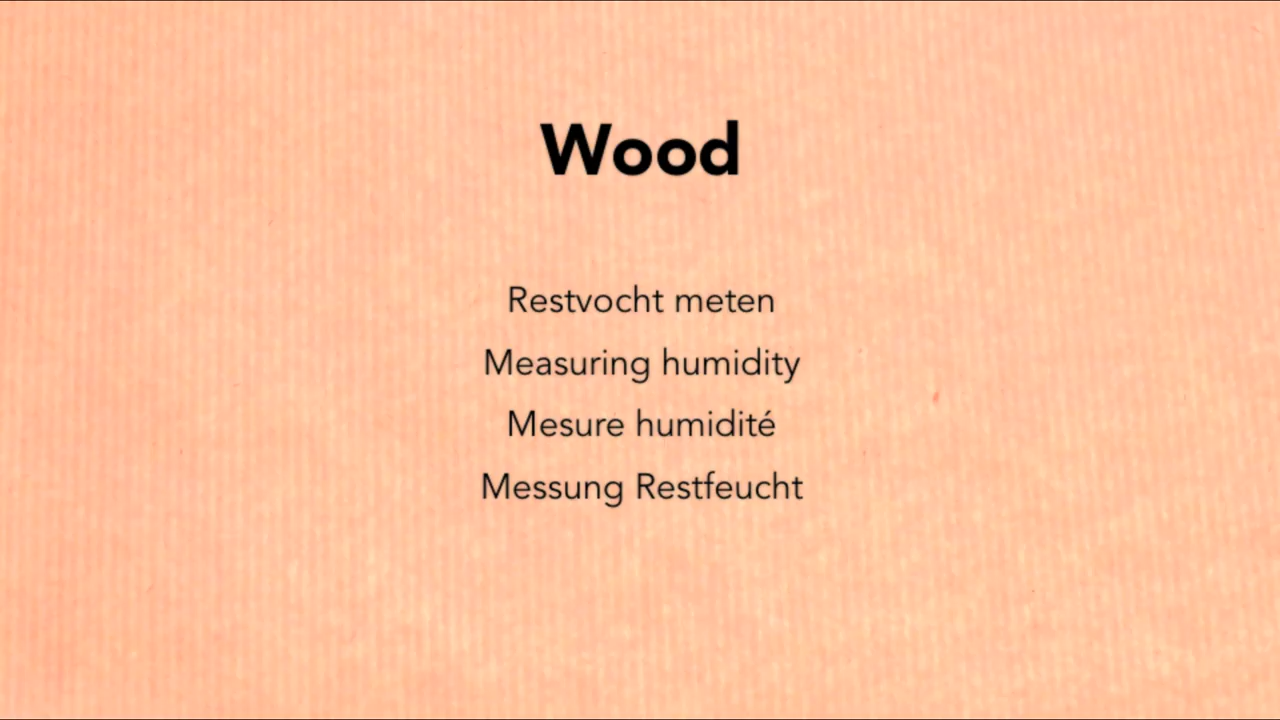 Wood
Restvocht meten
Measuring humidity
Mesure humidité
Messung Restfeucht